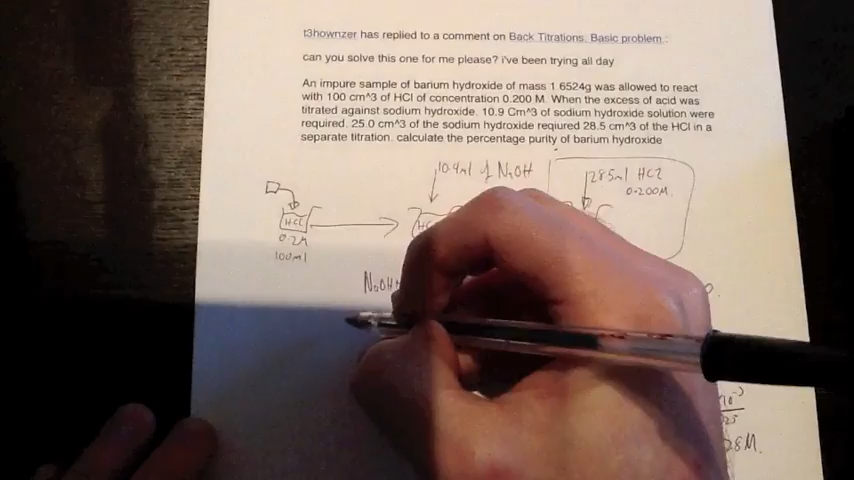 t3hownzer has replied to a comment on Back Titrations. Basic problem.:
can you solve this one for me please? i've been trying all day
An impure sample of barium hydroxide of mass 1.6524g was allowed to react
with 100 cm^3 of HCl of concentration 0.200 M. When the excess of acid was
titrated against sodium hydroxide, 10.9 Cm^3 of sodium hydroxide solution were
required. 25.0 cm^3 of the sodium hydroxide reqiured 28.5 cm^3 of the HCl in a
separate titration. calculate the percentage purity of barium hydroxide
10.9ml of NaOH
28.5ml HCl
0.200M.
HCl
0.2M
100ml
NaOH+